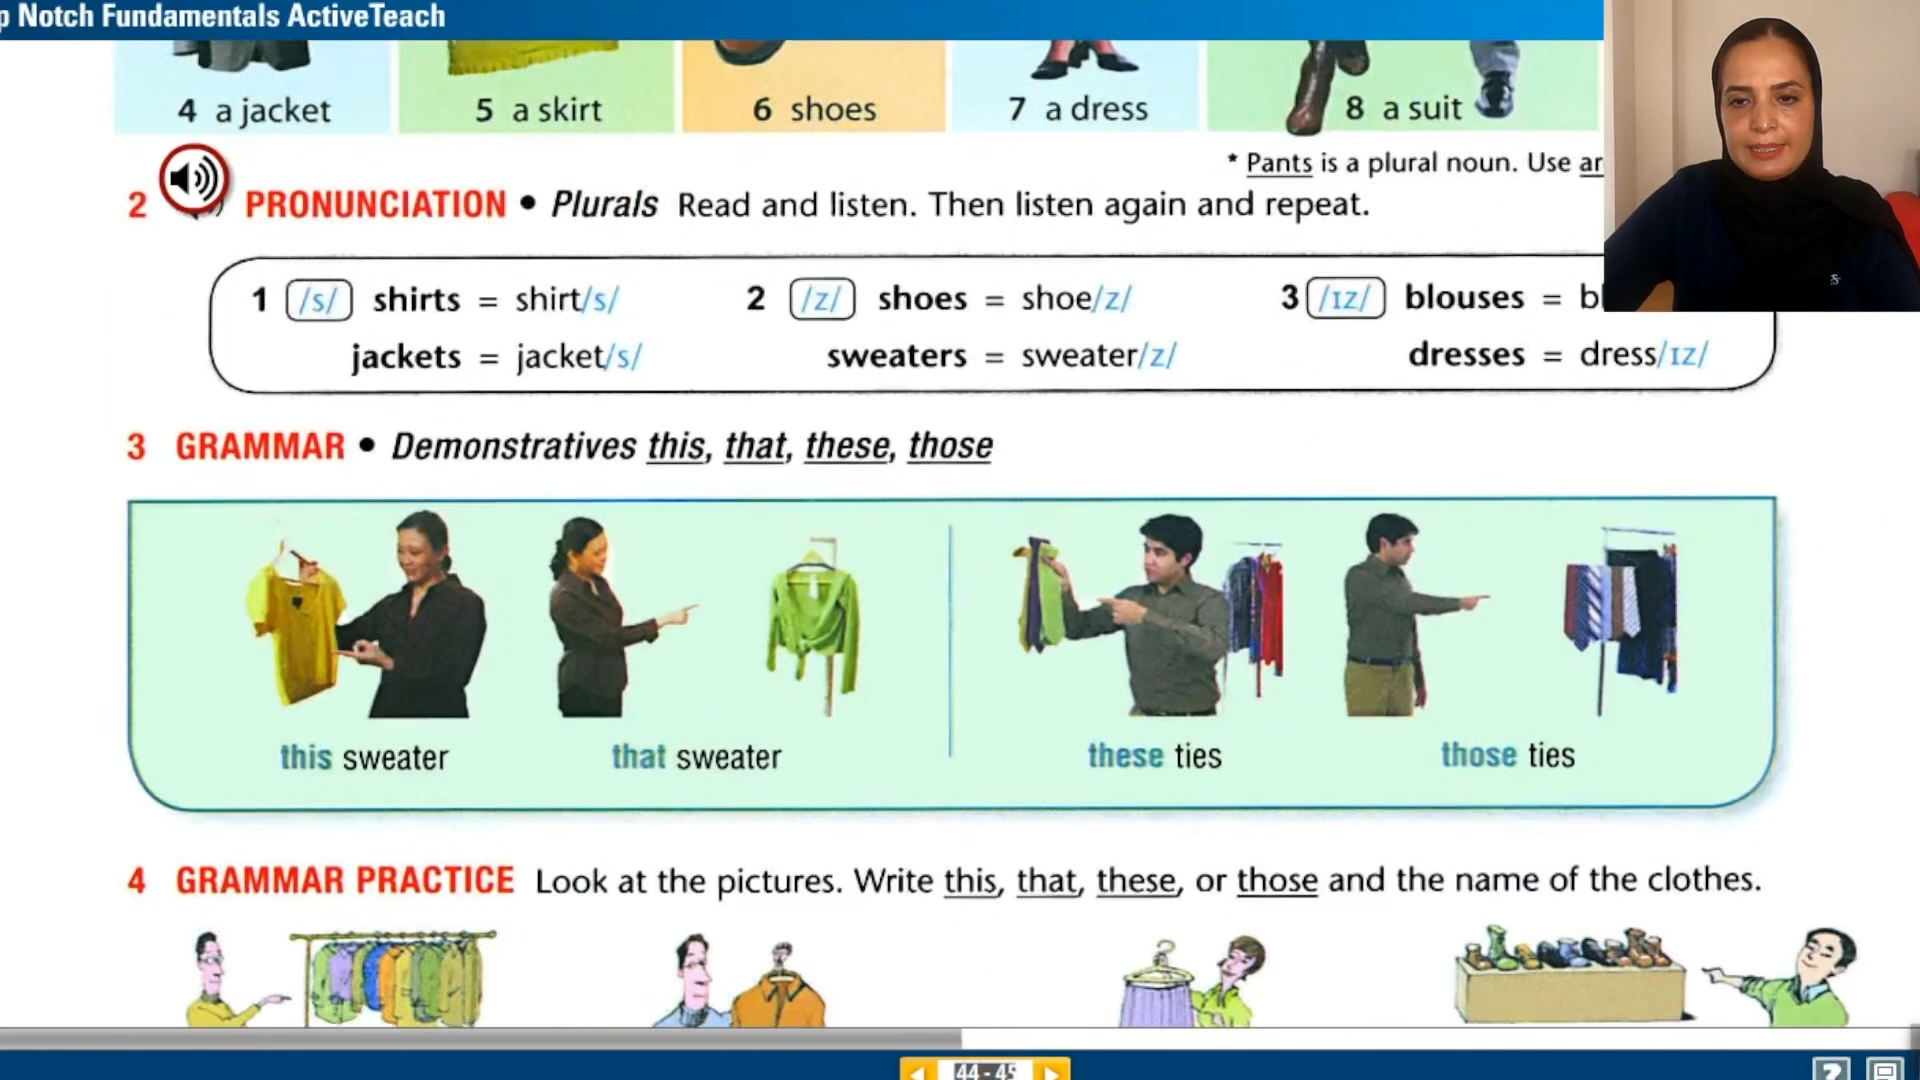 p Notch Fundamentals ActiveTeach
4 a jacket
5 a skirt
6 shoes
7 a dress
8 a suit
* Pants is a plural noun. Use ar
2 PRONUNCIATION • Plurals Read and listen. Then listen again and repeat.
1 /s/ shirts = shirt/s/
jackets = jacket/s/
2 /z/ shoes = shoe/z/
sweaters = sweater/z/
3 /ɪz/ blouses = bl
dresses = dress/ɪz/
3 GRAMMAR • Demonstratives this, that, these, those
this sweater
that sweater
these ties
those ties
4 GRAMMAR PRACTICE Look at the pictures. Write this, that, these, or those and the name of the clothes.
44 - 45
?